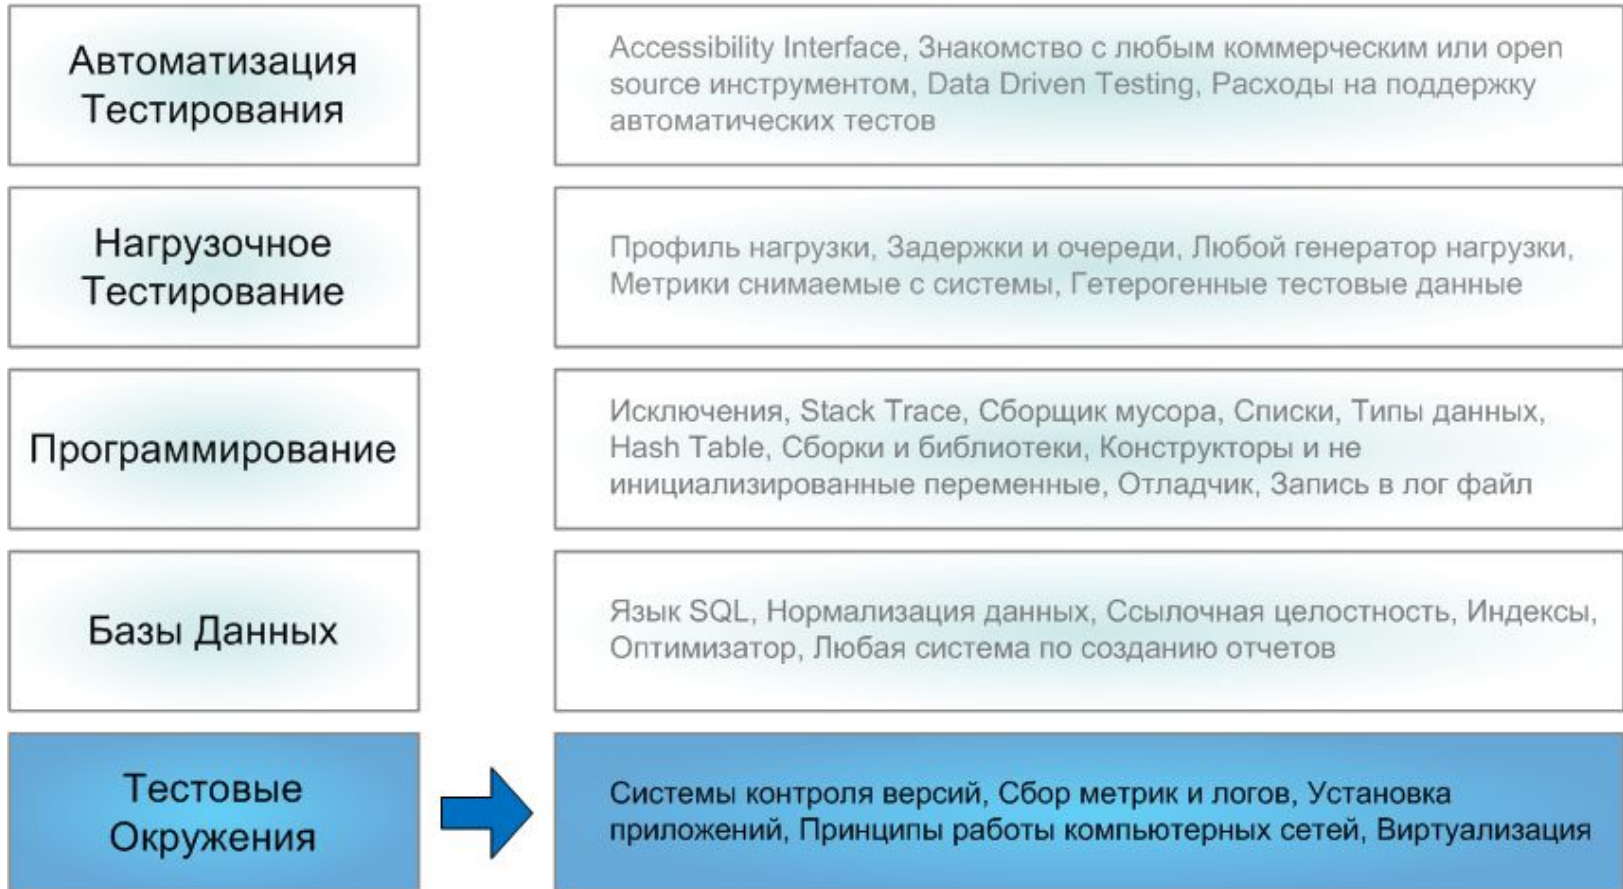 Автоматизация
Тестирования
Accessibility Interface, Знакомство с любым коммерческим или open
source инструментом, Data Driven Testing, Расходы на поддержку
автоматических тестов
Нагрузочное
Тестирование
Профиль нагрузки, Задержки и очереди, Любой генератор нагрузки,
Метрики снимаемые с системы, Гетерогенные тестовые данные
Программирование
Исключения, Stack Trace, Сборщик мусора, Списки, Типы данных,
Hash Table, Сборки и библиотеки, Конструкторы и не
инициализированные переменные, Отладчик, Запись в лог файл
Базы Данных
Язык SQL, Нормализация данных, Ссылочная целостность, Индексы,
Оптимизатор, Любая система по созданию отчетов
Тестовые
Окружения
Системы контроля версий, Сбор метрик и логов, Установка
приложений, Принципы работы компьютерных сетей, Виртуализация